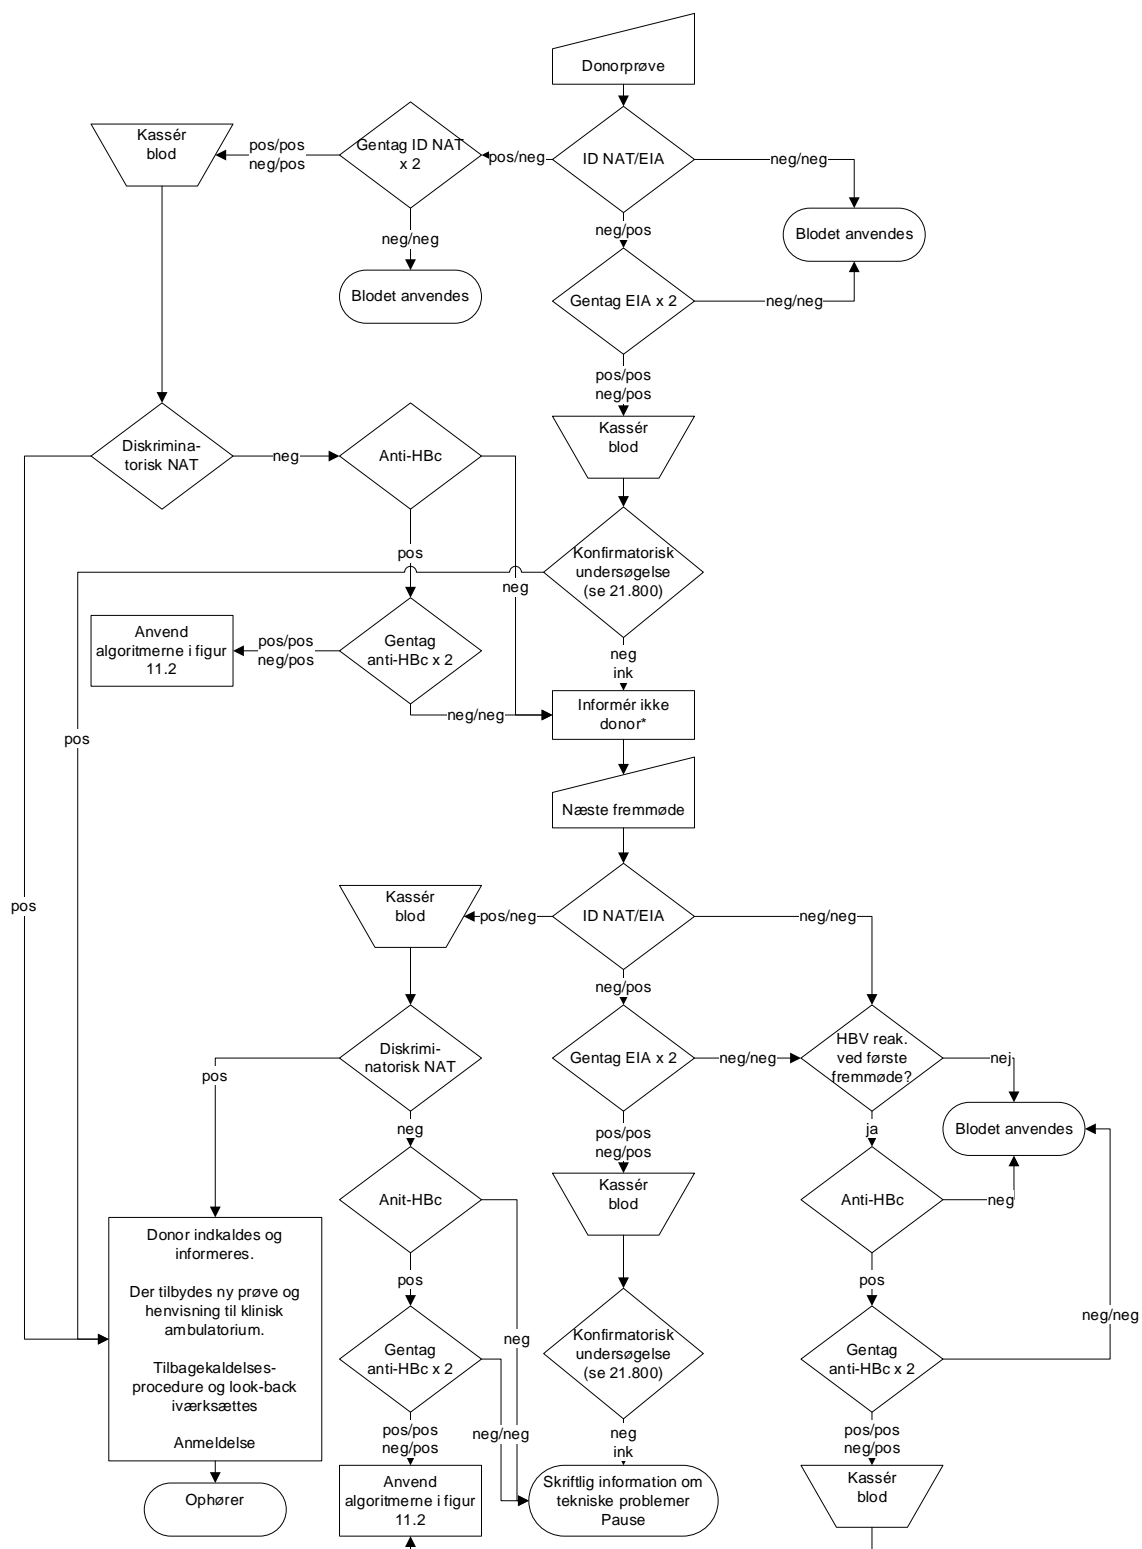 Donorprøve
Kassér
blod
pos/pos
neg/pos
Gentag ID NAT
x 2
pos/neg
ID NAT/EIA
neg/neg
Blodet anvendes
neg/neg
Blodet anvendes
neg/pos
Gentag EIA x 2
neg/neg
pos/pos
neg/pos
Kassér
blod
Diskrimina-
torisk NAT
neg
Anti-HBc
pos
neg
Konfirmatorisk
undersøgelse
(se 21.800)
Anvend
algoritmerne i figur
11.2
pos/pos
neg/pos
Gentag
anti-HBc x 2
neg
ink
neg/neg
Informér ikke
donor*
pos
Næste fremmøde
pos
Kassér
blod
pos/neg
ID NAT/EIA
neg/neg
neg/pos
Diskrimi-
natorisk NAT
pos
Gentag EIA x 2
neg/neg
HBV reak.
ved første
fremmøde?
nej
Blodet anvendes
neg
pos/pos
neg/pos
ja
Anit-HBc
Kassér
blod
Anti-HBc
neg
Donor indkaldes og
informeres.
Der tilbydes ny prøve og
henvisning til klinisk
ambulatorium.
Tilbagekaldelses-
procedure og look-back
iværksættes
Anmeldelse
pos
pos
neg/neg
Gentag
anti-HBc x 2
neg
Konfirmatorisk
undersøgelse
(se 21.800)
Gentag
anti-HBc x 2
pos/pos
neg/pos
neg/neg
neg
ink
pos/pos
neg/pos
Ophører
Anvend
algoritmerne i figur
11.2
Skriftlig information om
tekniske problemer
Pause
Kassér
blod